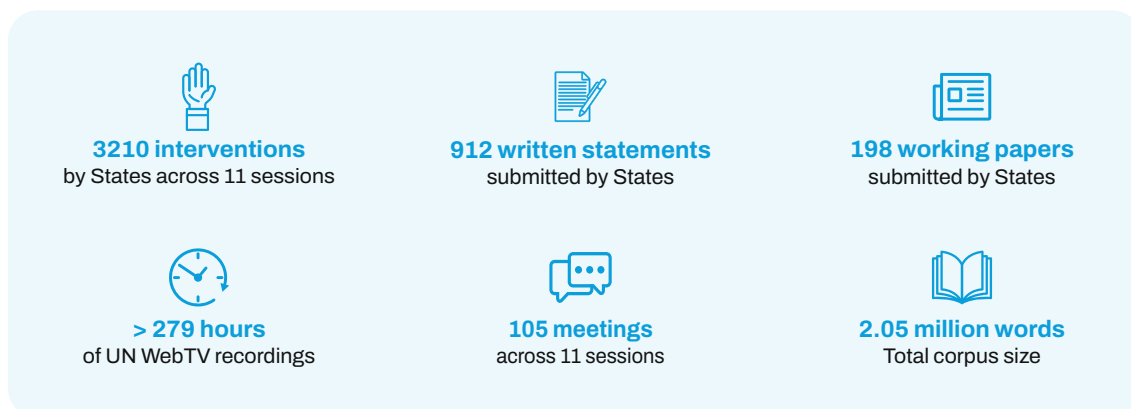 3210 interventions
by States across 11 sessions
912 written statements
submitted by States
198 working papers
submitted by States
> 279 hours
of UN WebTV recordings
105 meetings
across 11 sessions
2.05 million words
Total corpus size